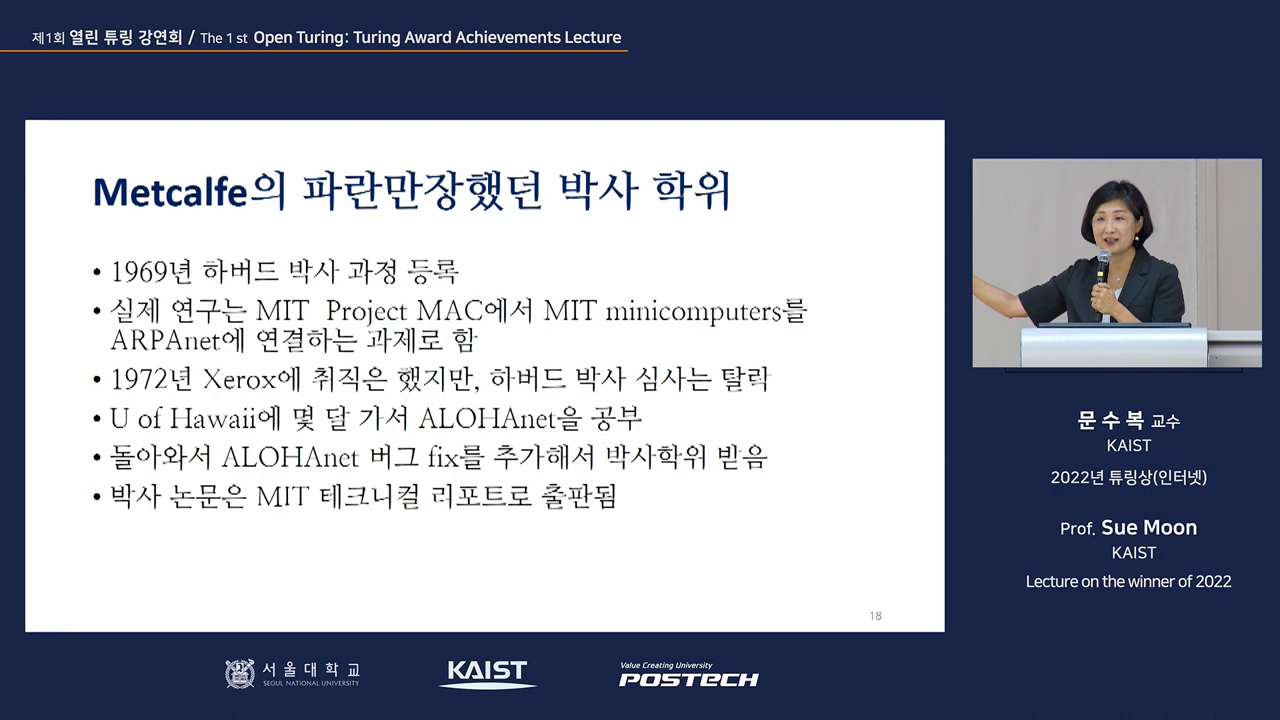 제1회 열린 튜링 강연회 / The 1 st Open Turing: Turing Award Achievements Lecture
Metcalfe의 파란만장했던 박사 학위
• 1969년 하버드 박사 과정 등록
• 실제 연구는 MIT Project MAC에서 MIT minicomputers를
ARPAnet에 연결하는 과제로 함
• 1972년 Xerox에 취직은 했지만, 하버드 박사 심사는 탈락
• U of Hawaii에 몇 달 가서 ALOHAnet을 공부
• 돌아와서 ALOHAnet 버그 fix를 추가해서 박사학위 받음
• 박사 논문은 MIT 테크니컬 리포트로 출판됨
18
문 수 복 교수
KAIST
2022년 튜링상(인터넷)
Prof. Sue Moon
KAIST
Lecture on the winner of 2022
서울대학교
SEOUL NATIONAL UNIVERSITY
KAIST
Value Creating University
POSTECH